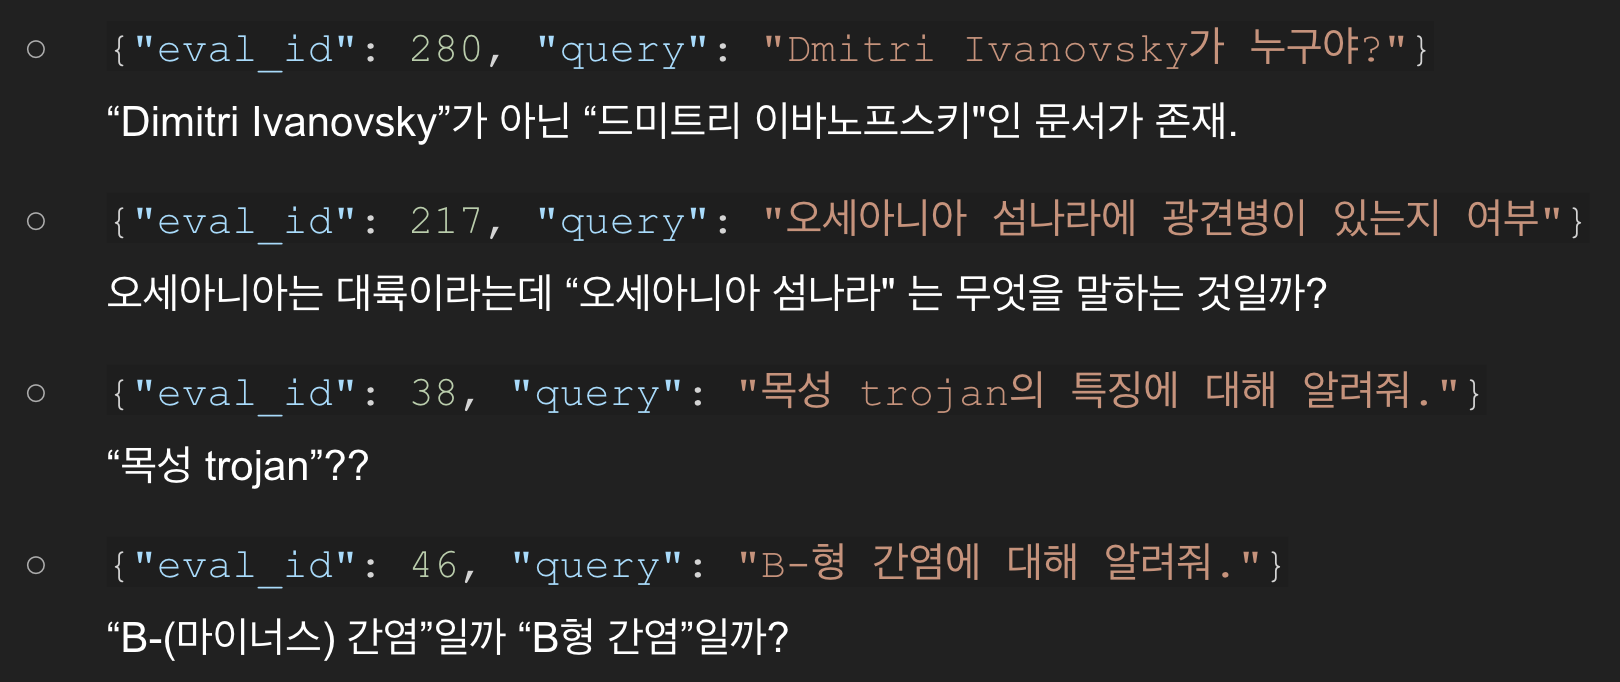 {"eval_id": 280, "query": "Dmitri Ivanovsky가 누구야?"}
“Dimitri Ivanovsky”가 아닌 “드미트리 이바노프스키"인 문서가 존재.
{"eval_id": 217, "query": "오세아니아 섬나라에 광견병이 있는지 여부"}
오세아니아는 대륙이라는데 “오세아니아 섬나라" 는 무엇을 말하는 것일까?
{"eval_id": 38, "query": "목성 trojan의 특징에 대해 알려줘."}
“목성 trojan”??
{"eval_id": 46, "query": "B-형 간염에 대해 알려줘."}
“B-(마이너스) 간염”일까 “B형 간염”일까?